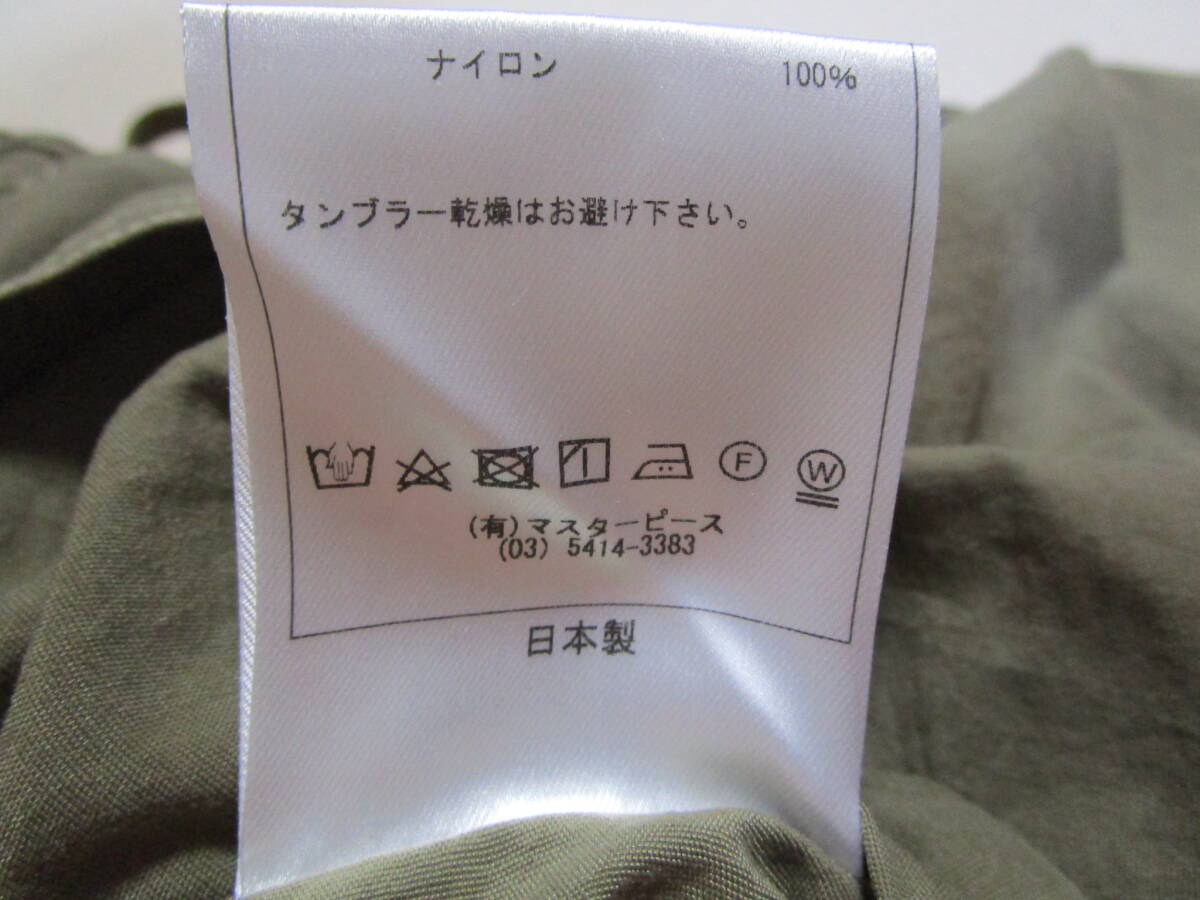 ナイロン 100%
タンブラー乾燥はお避け下さい。
F W
(有)マスターピース
(03) 5414-3383
日本製